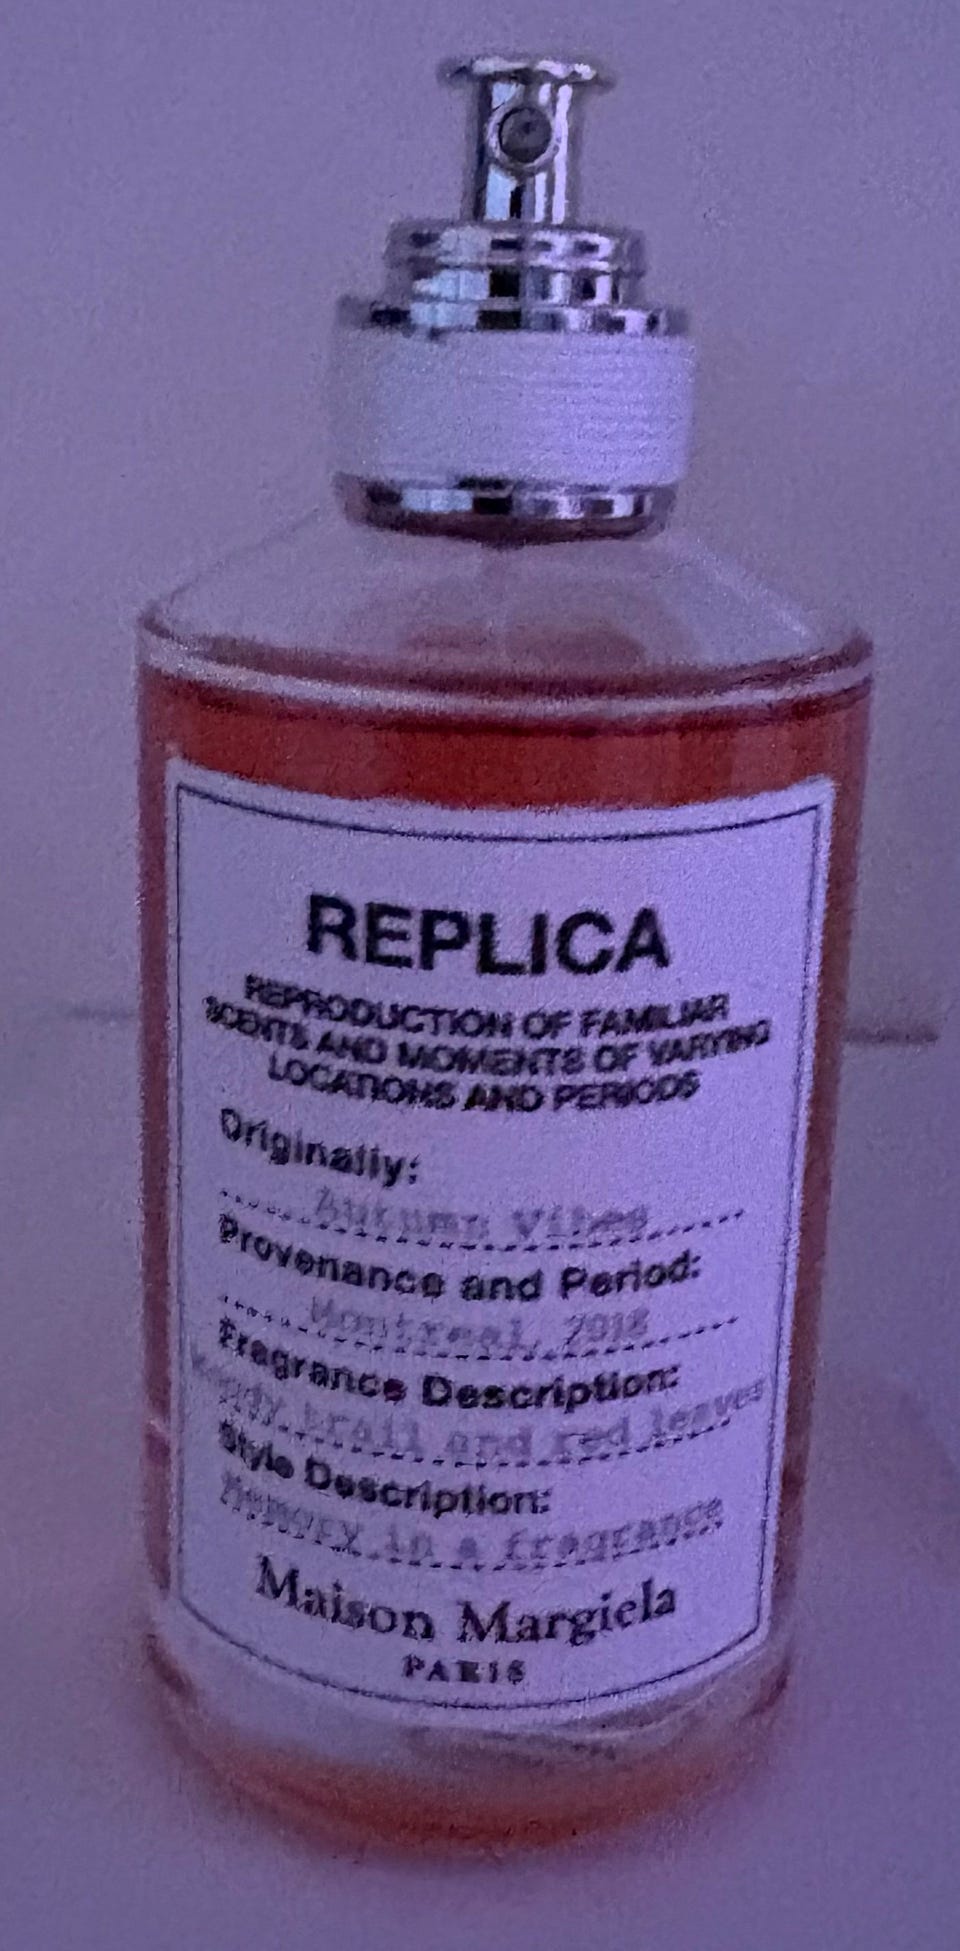 REPLICA
REPRODUCTION OF FAMILIAR
SCENTS AND MOMENTS OF VARYING
LOCATIONS AND PERIODS
Originally:
Autumn Vibes
Provenance and Period:
Montreal, 2018
Fragrance Description:
Woody trail and red leaves
Style Description:
Memory in a fragrance
Maison Margiela
PARIS